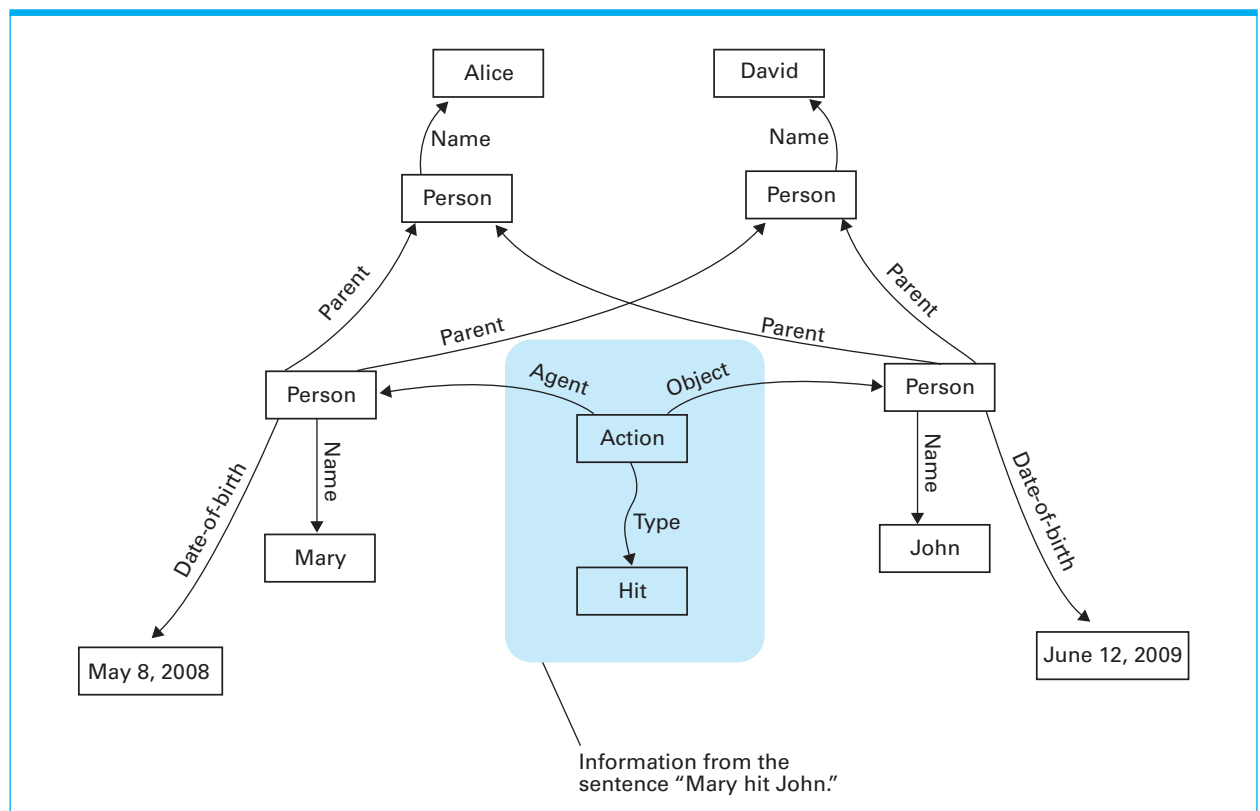 Alice
David
Name
Name
Person
Person
Parent
Parent
Parent
Parent
Agent
Object
Person
Person
Action
Name
Name
Date-of-birth
Date-of-birth
Type
Mary
John
Hit
May 8, 2008
June 12, 2009
Information from the
sentence “Mary hit John.”